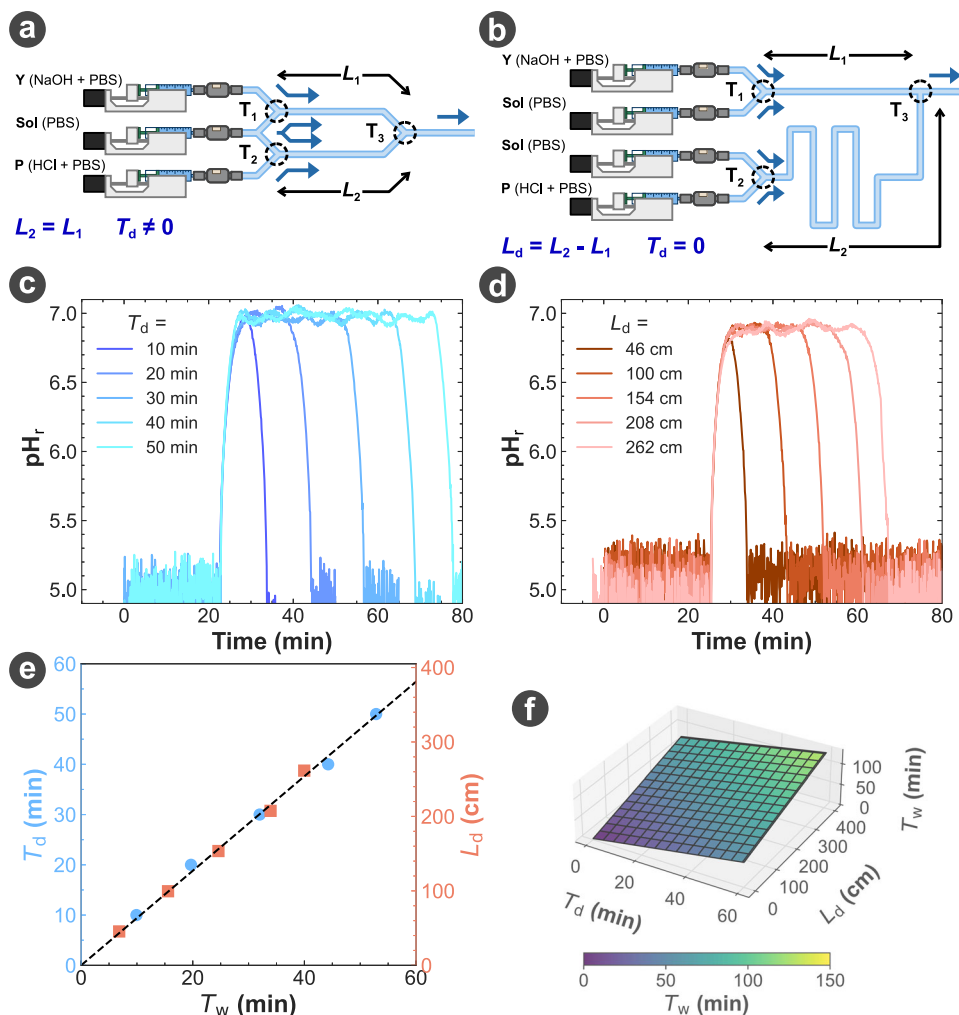 a
Y (NaOH + PBS)
Sol (PBS)
P (HCl + PBS)
T1
T2
T3
L1
L2
L2 = L1 Td ≠ 0
b
Y (NaOH + PBS)
Sol (PBS)
Sol (PBS)
P (HCl + PBS)
T1
T2
T3
L1
L2
Ld = L2 - L1 Td = 0
c
pHr
7.0
6.5
6.0
5.5
5.0
Td =
10 min
20 min
30 min
40 min
50 min
0 20 40 60 80
Time (min)
d
pHr
7.0
6.5
6.0
5.5
5.0
Ld =
46 cm
100 cm
154 cm
208 cm
262 cm
0 20 40 60 80
Time (min)
e
Td (min)
60
50
40
30
20
10
0
Ld (cm)
400
300
200
100
0
0 20 40 60
Tw (min)
f
Tw (min)
100
50
0
Ld (cm)
400
300
200
100
0
Td (min)
0
20
40
60
0 50 100 150
Tw (min)